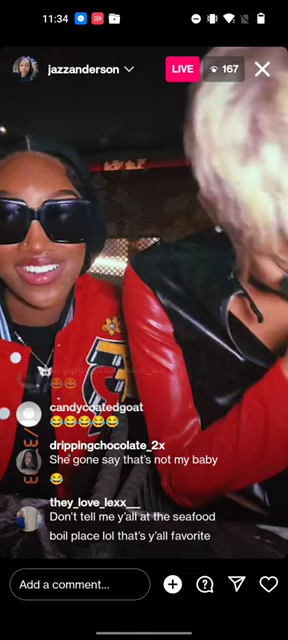 11:34
jazzanderson
LIVE
167
candycoatedgoat
😂😂😂😂😂
drippingchocolate_2x
She gone say that's not my baby
😂
they_love_lexx__
Don't tell me y'all at the seafood
boil place lol that's y'all favorite
Add a comment...